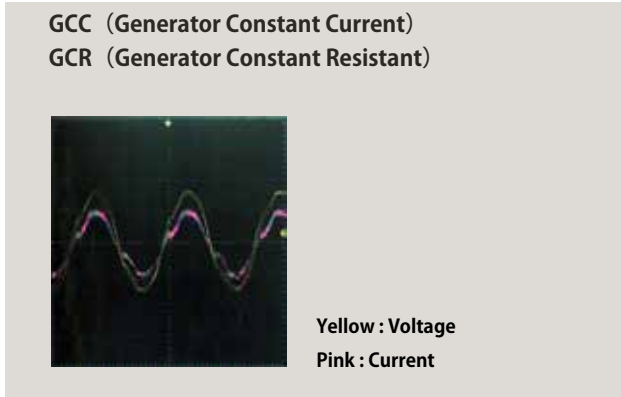 GCC（Generator Constant Current）
GCR（Generator Constant Resistant）
Yellow : Voltage
Pink : Current